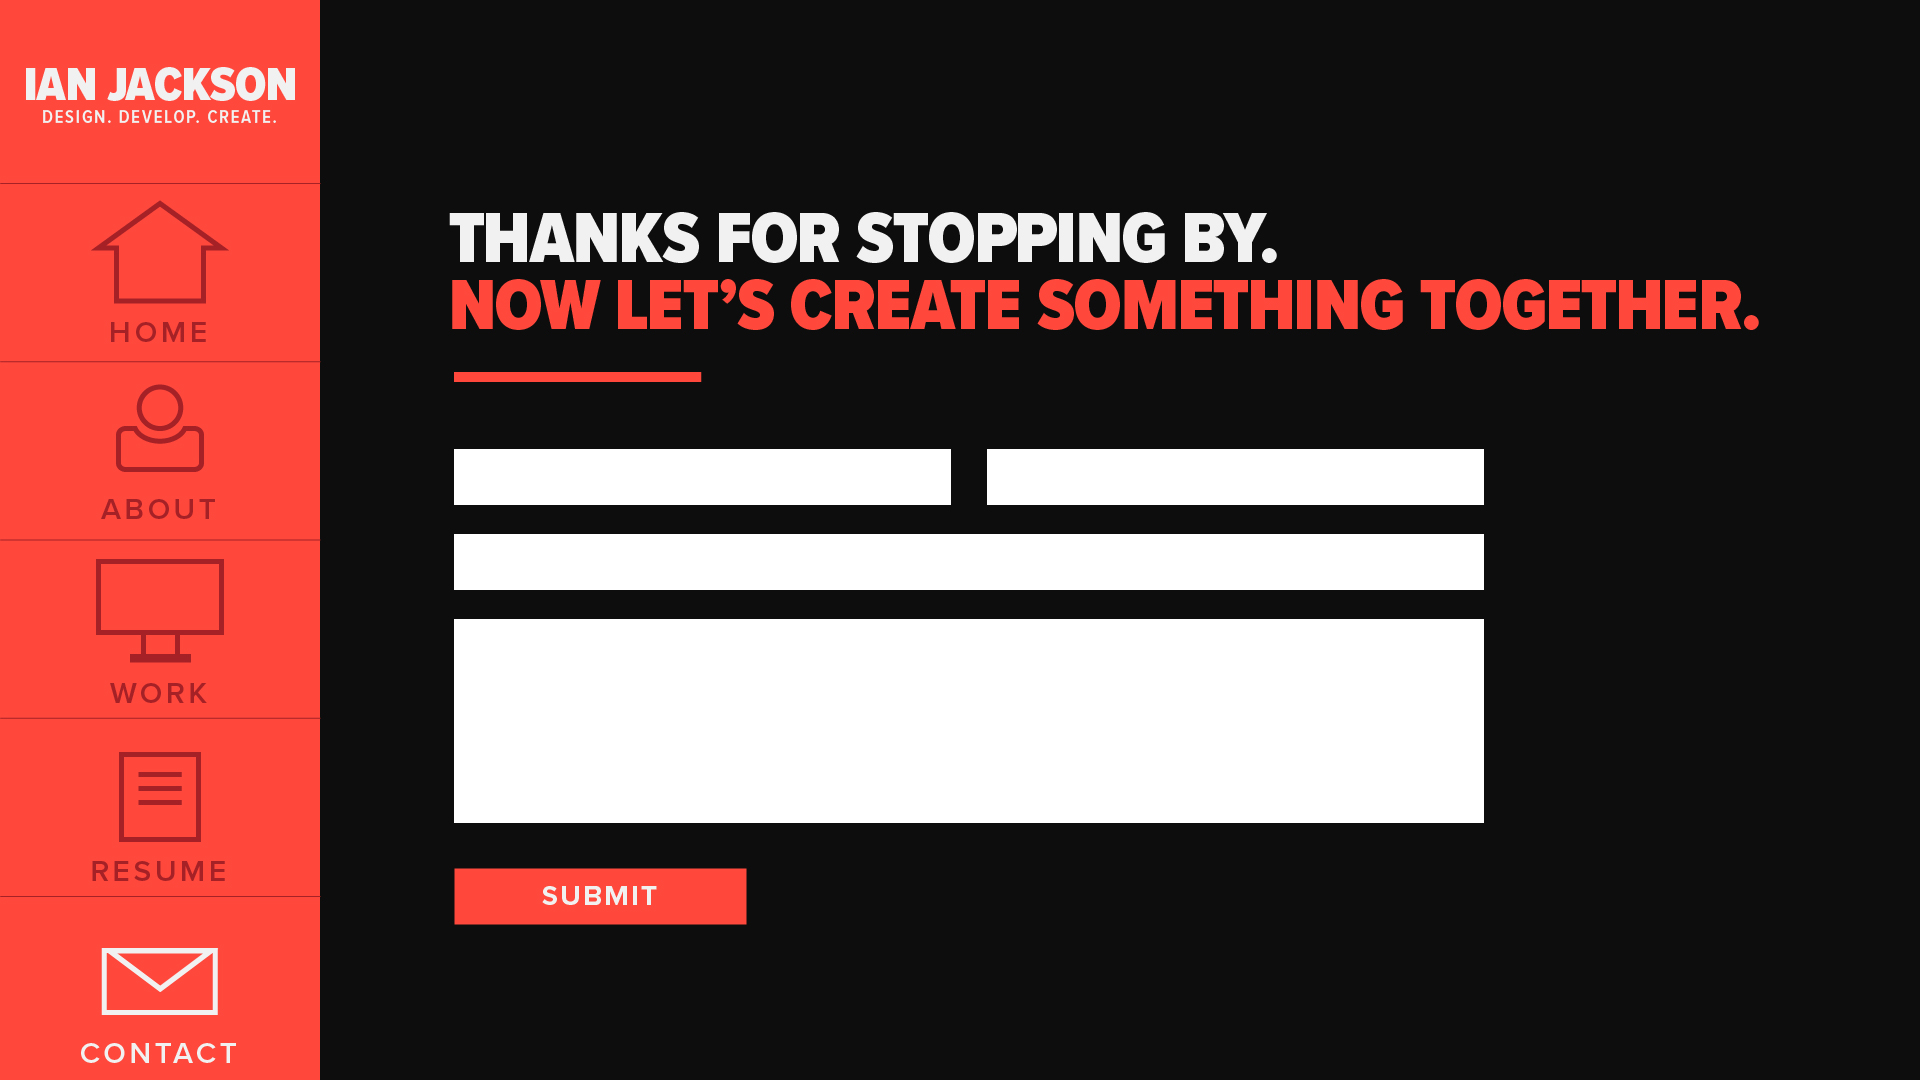 IAN JACKSON
DESIGN. DEVELOP. CREATE.
HOME
ABOUT
WORK
RESUME
CONTACT
THANKS FOR STOPPING BY.
NOW LET’S CREATE SOMETHING TOGETHER.
SUBMIT